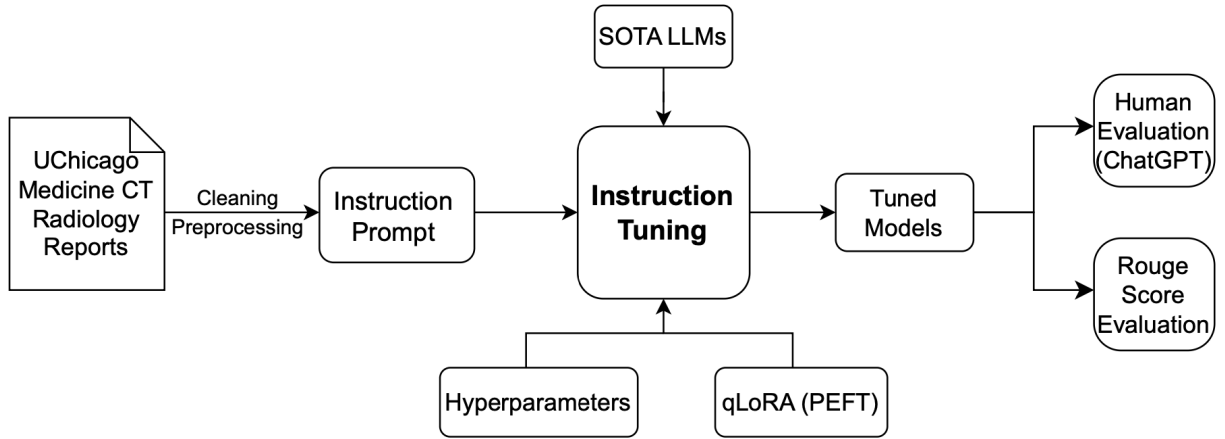 SOTA LLMs
UChicago
Medicine CT
Radiology
Reports
Cleaning
Preprocessing
Instruction
Prompt
Instruction
Tuning
Tuned
Models
Human
Evaluation
(ChatGPT)
Rouge
Score
Evaluation
Hyperparameters
qLoRA (PEFT)